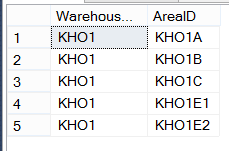 Warehous... AreaID
1 KHO1 KHO1A
2 KHO1 KHO1B
3 KHO1 KHO1C
4 KHO1 KHO1E1
5 KHO1 KHO1E2